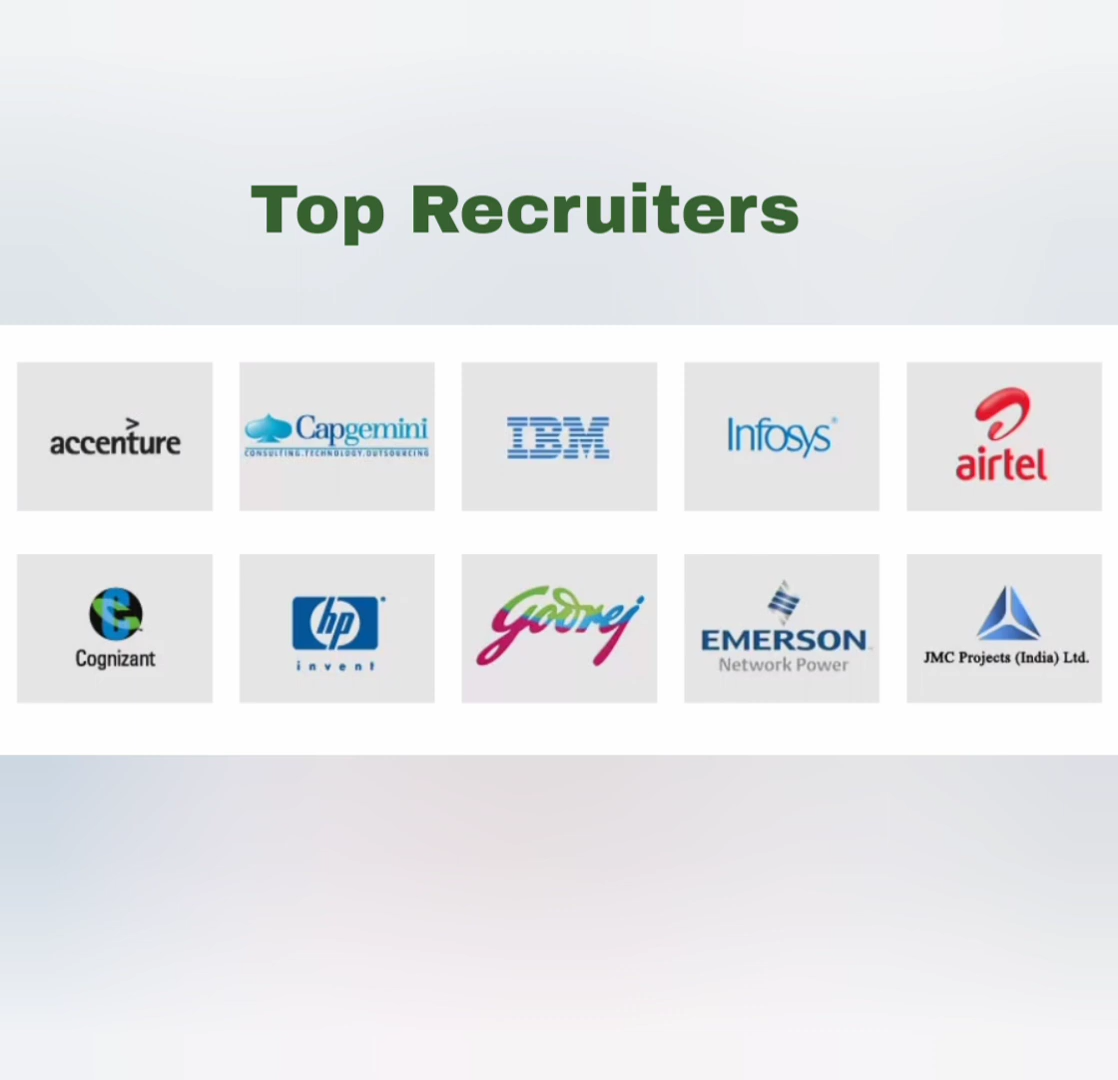 Top Recruiters
accenture
Capgemini
CONSULTING.TECHNOLOGY.OUTSOURCING
IBM
Infosys®
airtel
Cognizant
hp
invent
Godrej
EMERSON
Network Power
JMC Projects (India) Ltd.